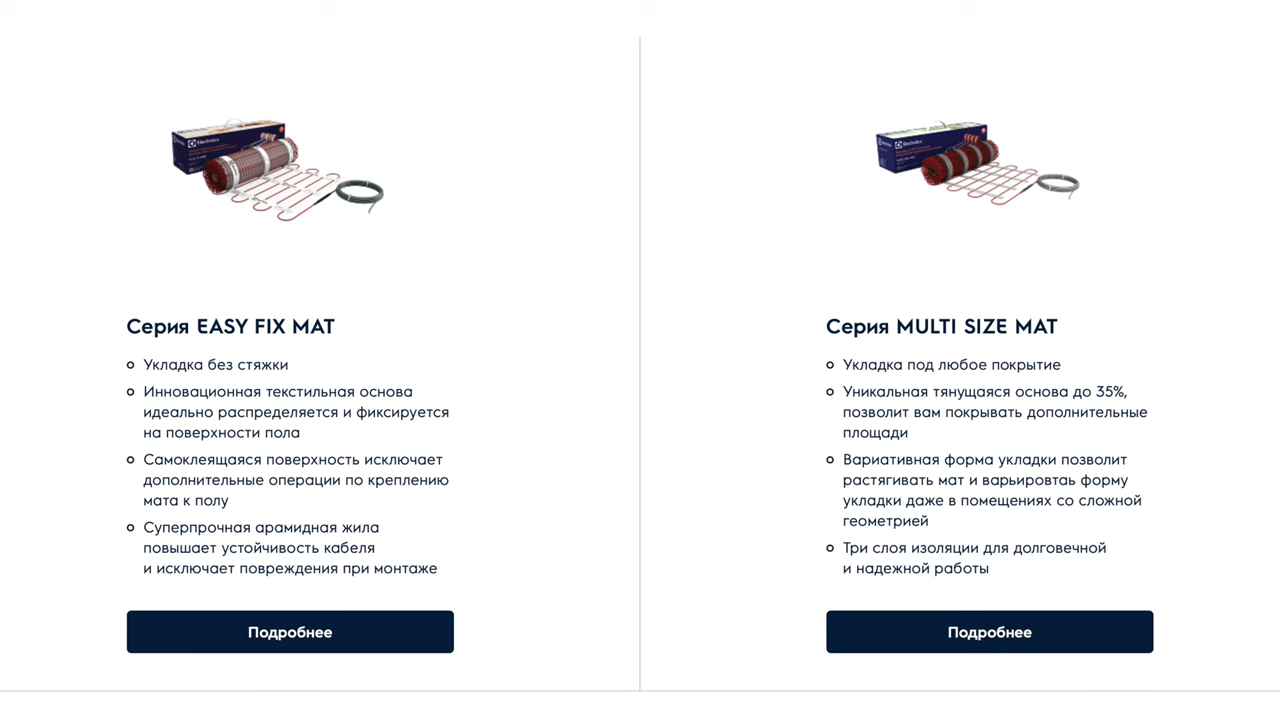 Electrolux
Серия EASY FIX MAT
Укладка без стяжки
Инновационная текстильная основа
идеально распределяется и фиксируется
на поверхности пола
Самоклеящаяся поверхность исключает
дополнительные операции по креплению
мата к полу
Суперпрочная арамидная жила
повышает устойчивость кабеля
и исключает повреждения при монтаже
Подробнее
Electrolux
Серия MULTI SIZE MAT
Укладка под любое покрытие
Уникальная тянущаяся основа до 35%,
позволит вам покрывать дополнительные
площади
Вариативная форма укладки позволит
растягивать мат и варьировтаь форму
укладки даже в помещениях со сложной
геометрией
Три слоя изоляции для долговечной
и надежной работы
Подробнее